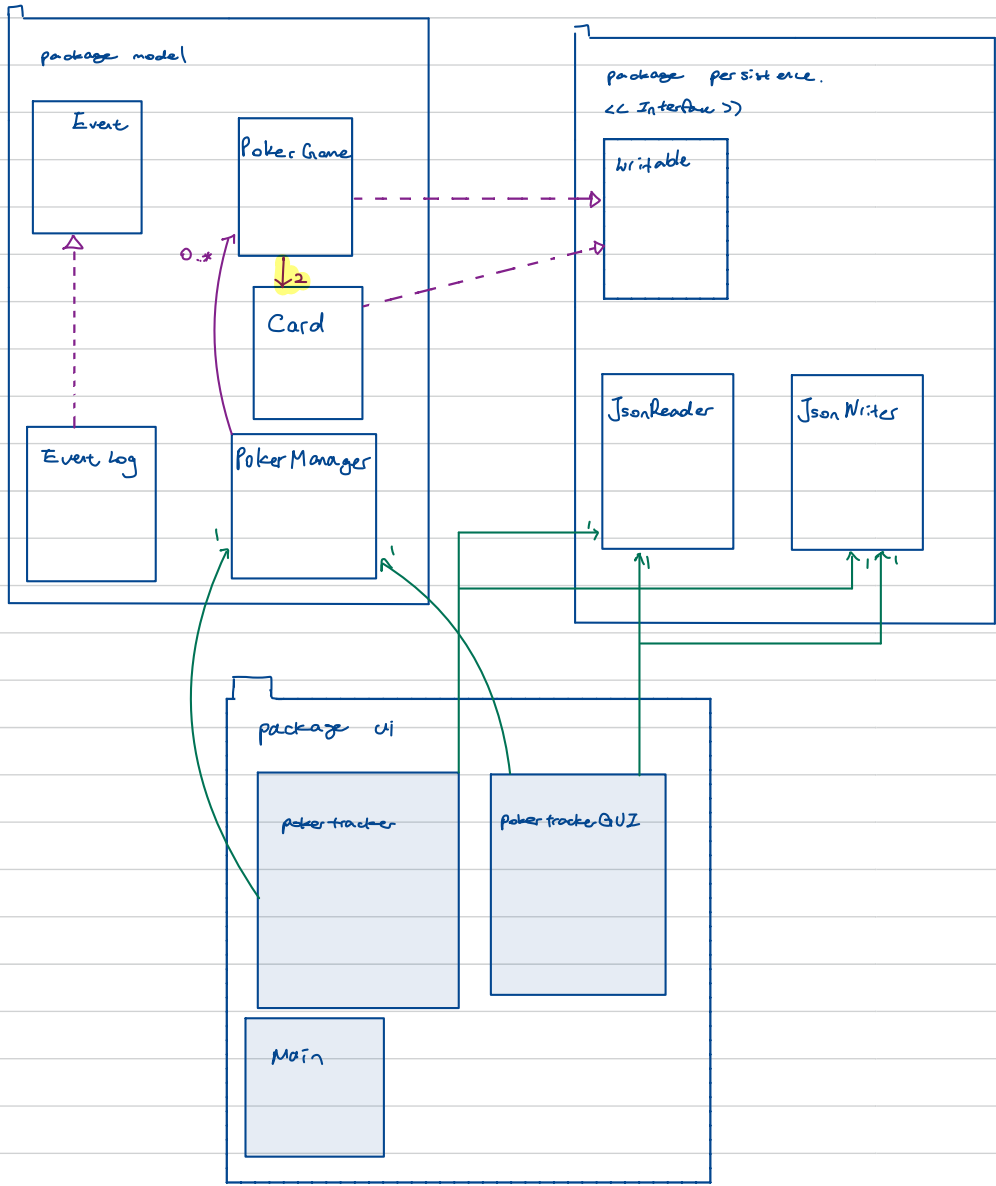 package model
Event
PokerGame
0..*
2
Card
EventLog
PokerManager
1
1
package persistence.
<< Interface >>
Writable
JsonReader
JsonWriter
1
1
1
1
package ui
pokertracker
pokertrackerGUI
Main